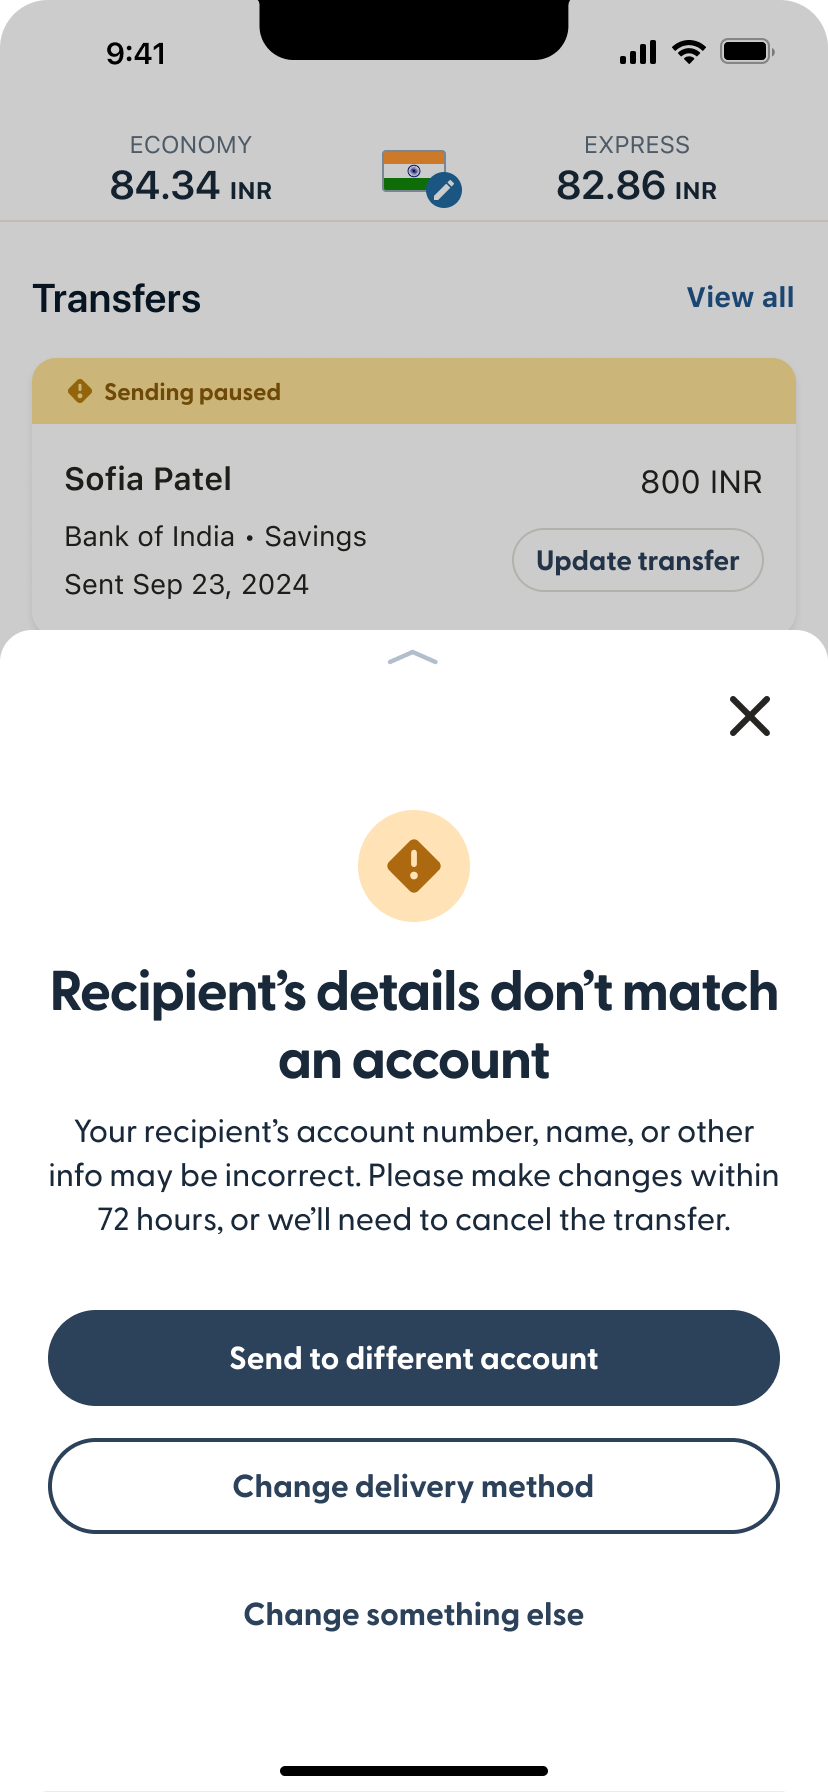 9:41
ECONOMY
84.34 INR
EXPRESS
82.86 INR
Transfers
View all
Sending paused
Sofia Patel
800 INR
Bank of India • Savings
Sent Sep 23, 2024
Update transfer
Recipient’s details don’t match
an account
Your recipient’s account number, name, or other
info may be incorrect. Please make changes within
72 hours, or we’ll need to cancel the transfer.
Send to different account
Change delivery method
Change something else